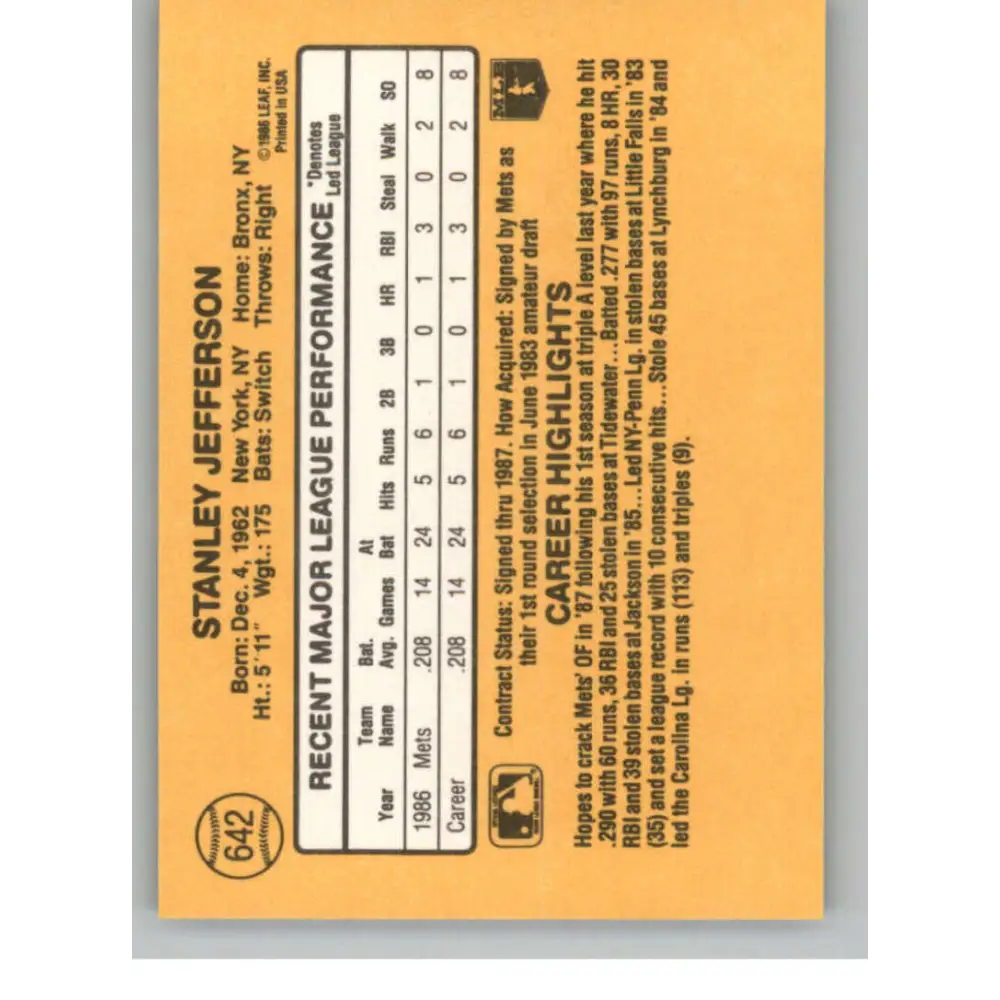 642
STANLEY JEFFERSON
Born: Dec. 4, 1962 New York, NY Home: Bronx, NY
Ht.: 5'11" Wgt.: 175 Bats: Switch Throws: Right
©1986 LEAF, INC.
Printed in USA
RECENT MAJOR LEAGUE PERFORMANCE *Denotes
Led League
Year Team Name Bat. Avg. Games At Bat Hits Runs 2B 3B HR RBI Steal Walk SO
1986 Mets .208 14 24 5 6 1 0 1 3 0 2 8
Career .208 14 24 5 6 1 0 1 3 0 2 8
Contract Status: Signed thru 1987. How Acquired: Signed by Mets as
their 1st round selection in June 1983 amateur draft
MLB
CAREER HIGHLIGHTS
Hopes to crack Mets' OF in '87 following his 1st season at triple A level last year where he hit
.290 with 60 runs, 36 RBI and 25 stolen bases at Tidewater...Batted .277 with 97 runs, 8 HR, 30
RBI and 39 stolen bases at Jackson in '85...Led NY-Penn Lg. in stolen bases at Little Falls in '83
(35) and set a league record with 10 consecutive hits...Stole 45 bases at Lynchburg in '84 and
led the Carolina Lg. in runs (113) and triples (9).